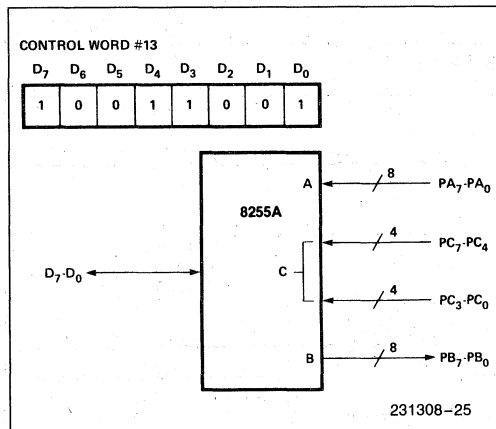 CONTROL WORD #13
D7 D6 D5 D4 D3 D2 D1 D0
1 0 0 1 1 0 0 1
8255A
A 8 PA7-PA0
4 PC7-PC4
D7-D0 C
4 PC3-PC0
B 8 PB7-PB0
231308-25